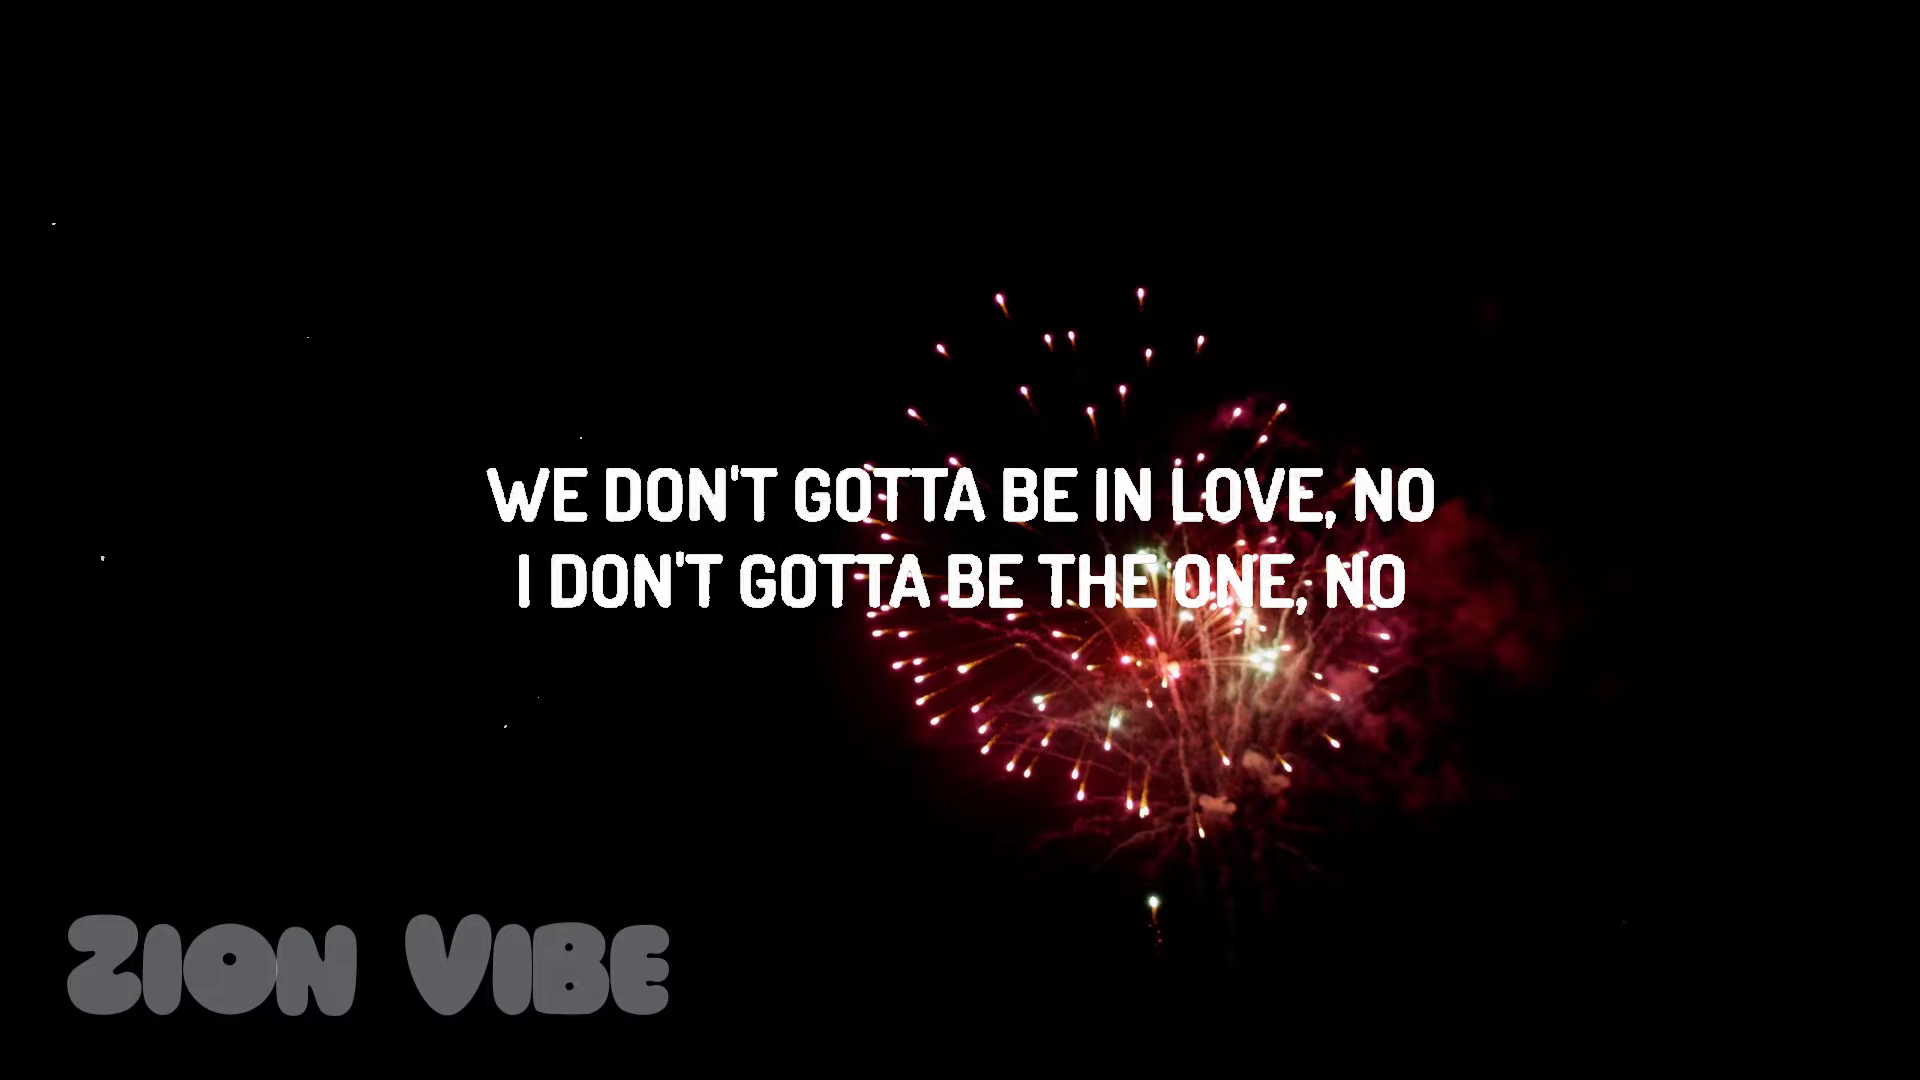 WE DON'T GOTTA BE IN LOVE, NO
I DON'T GOTTA BE THE ONE, NO
ZION VIBE